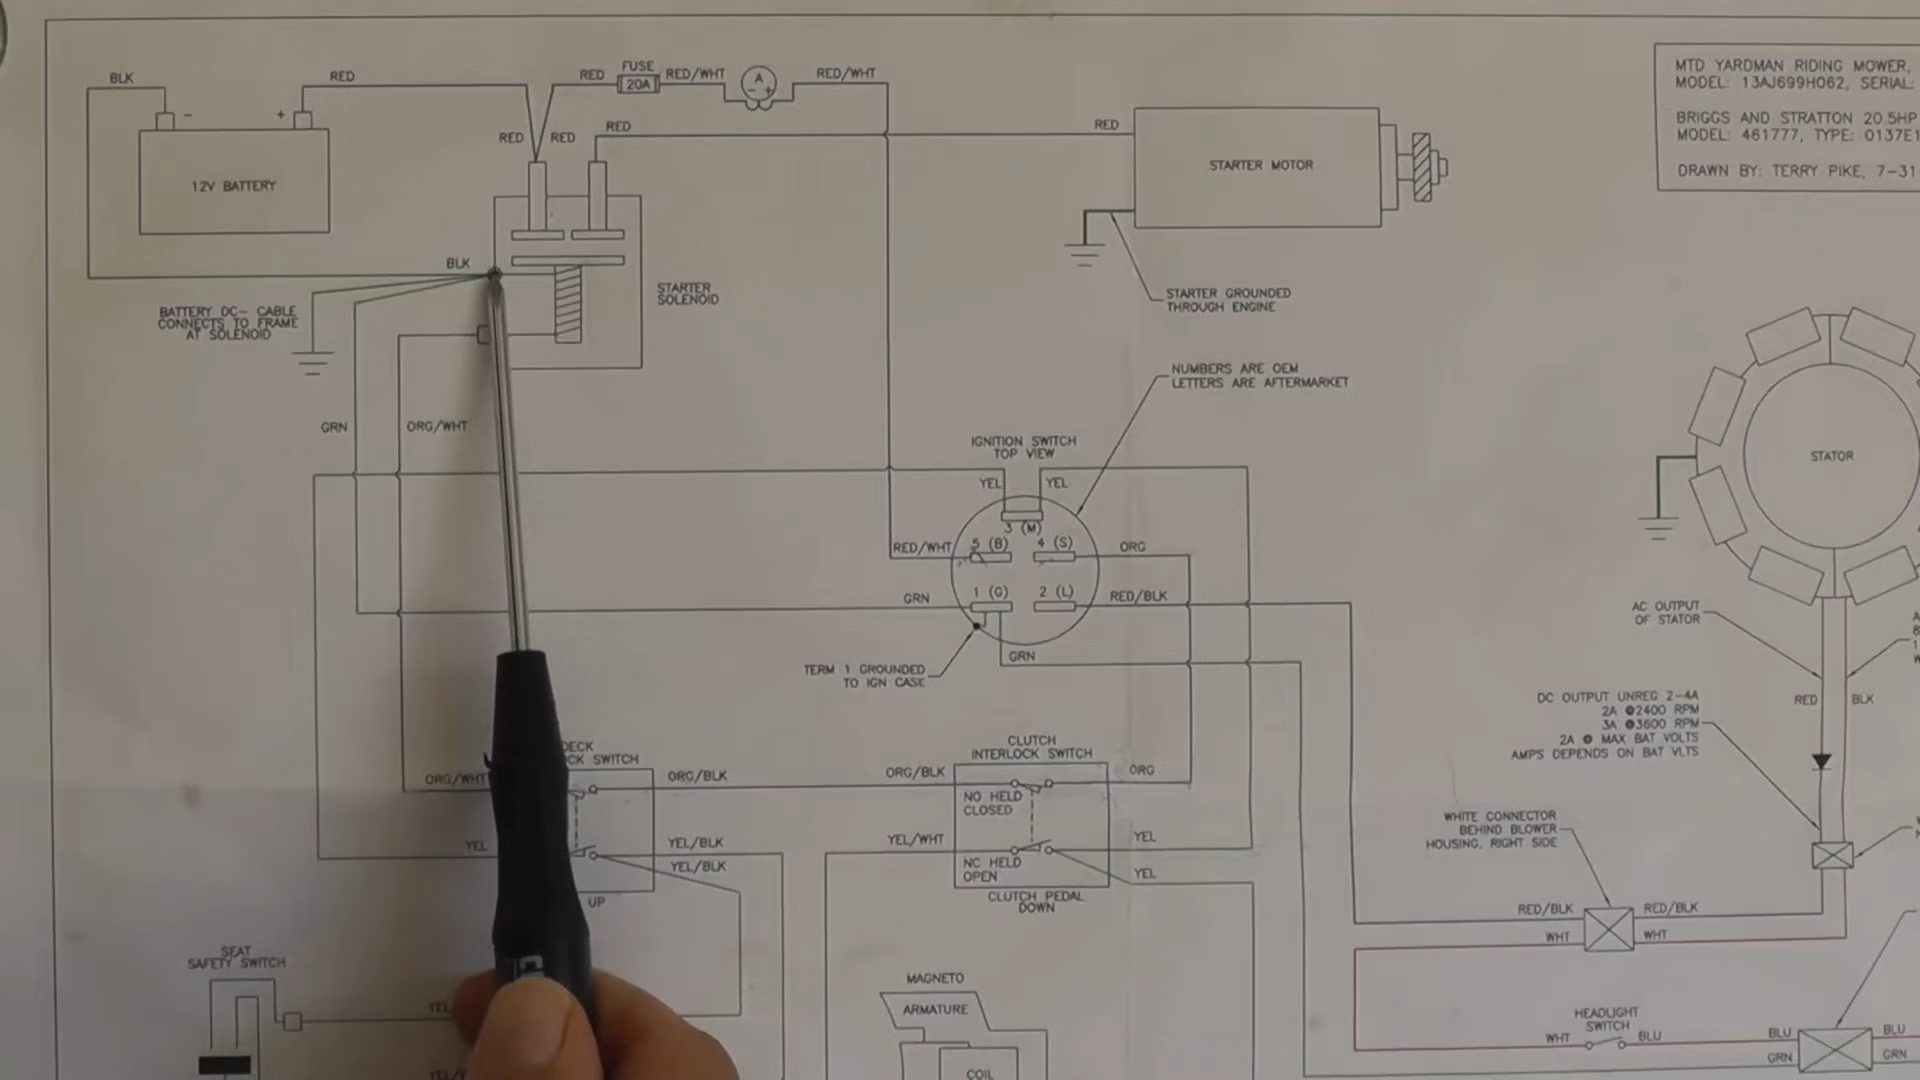 BLK
RED
RED
FUSE
20A
RED/WHT
A
- +
RED/WHT
MTD YARDMAN RIDING MOWER,
MODEL: 13AJ699H062, SERIAL:
BRIGGS AND STRATTON 20.5HP
MODEL: 461777, TYPE: 0137E1
DRAWN BY: TERRY PIKE, 7-31
-
+
12V BATTERY
RED
RED
RED
RED
STARTER MOTOR
BLK
STARTER
SOLENOID
BATTERY DC- CABLE
CONNECTS TO FRAME
AT SOLENOID
STARTER GROUNDED
THROUGH ENGINE
NUMBERS ARE OEM
LETTERS ARE AFTERMARKET
GRN
ORG/WHT
IGNITION SWITCH
TOP VIEW
YEL
YEL
3 (M)
RED/WHT
5 (B)
4 (S)
ORG
GRN
1 (G)
2 (L)
RED/BLK
TERM 1 GROUNDED
TO IGN CASE
GRN
STATOR
AC OUTPUT
OF STATOR
RED
BLK
DC OUTPUT UNREG 2-4A
2A @2400 RPM
3A @3600 RPM
2A @ MAX BAT VOLTS
AMPS DEPENDS ON BAT VLTS
DECK
CK SWITCH
ORG/WHT
ORG/BLK
YEL
YEL/BLK
YEL/BLK
UP
CLUTCH
INTERLOCK SWITCH
ORG/BLK
NO HELD
CLOSED
ORG
YEL/WHT
NC HELD
OPEN
YEL
YEL
CLUTCH PEDAL
DOWN
WHITE CONNECTOR
BEHIND BLOWER
HOUSING, RIGHT SIDE
RED/BLK
RED/BLK
WHT
WHT
SEAT
SAFETY SWITCH
YEL
YEL/
MAGNETO
ARMATURE
COIL
HEADLIGHT
SWITCH
WHT
BLU
BLU
BLU
GRN
GRN